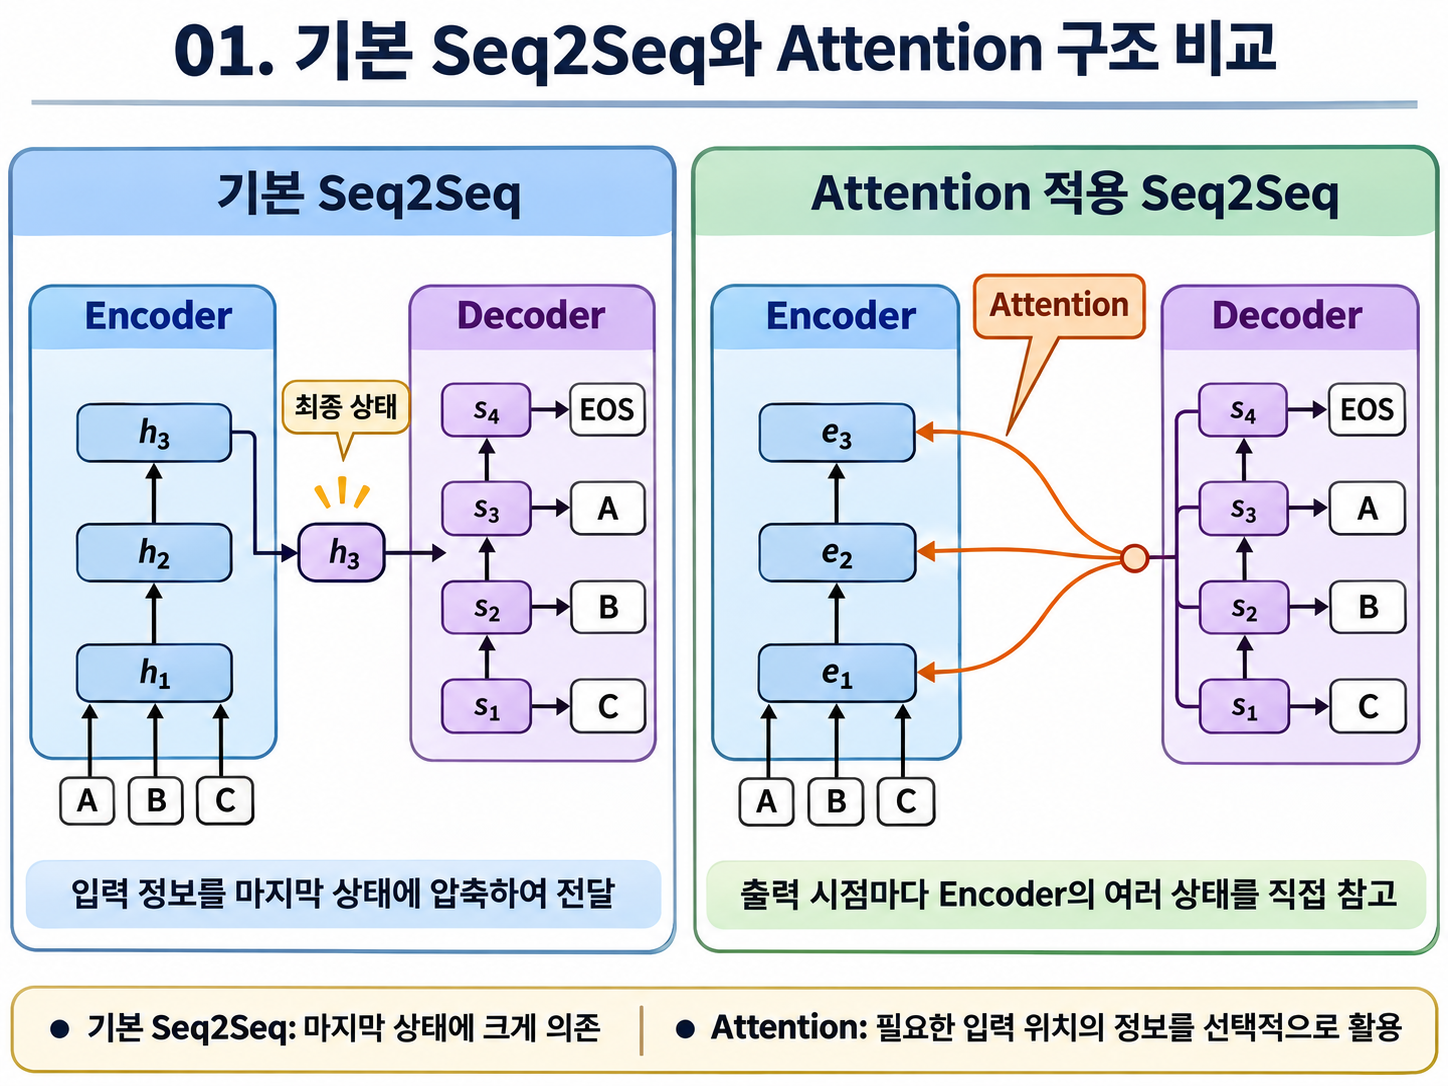 01. 기본 Seq2Seq와 Attention 구조 비교
기본 Seq2Seq
Encoder
Decoder
최종 상태
h3
h2
h1
h3
s4
EOS
s3
A
s2
B
s1
C
A
B
C
입력 정보를 마지막 상태에 압축하여 전달
Attention 적용 Seq2Seq
Encoder
Attention
Decoder
e3
e2
e1
s4
EOS
s3
A
s2
B
s1
C
A
B
C
출력 시점마다 Encoder의 여러 상태를 직접 참고
● 기본 Seq2Seq: 마지막 상태에 크게 의존
● Attention: 필요한 입력 위치의 정보를 선택적으로 활용